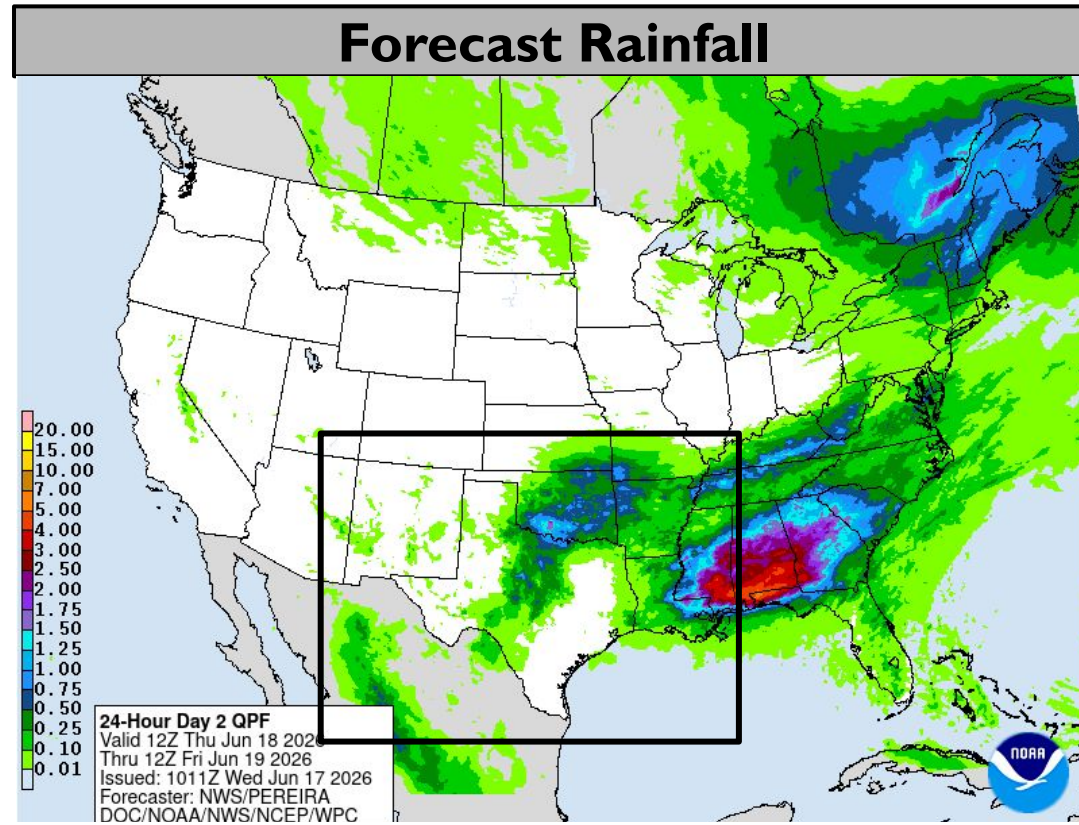 Forecast Rainfall
20.00
15.00
10.00
7.00
5.00
4.00
3.00
2.50
2.00
1.75
1.50
1.25
1.00
0.75
0.50
0.25
0.10
0.01
24-Hour Day 2 QPF
Valid 12Z Thu Jun 18 2026
Thru 12Z Fri Jun 19 2026
Issued: 1011Z Wed Jun 17 2026
Forecaster: NWS/PEREIRA
DOC/NOAA/NWS/NCEP/WPC
NOAA